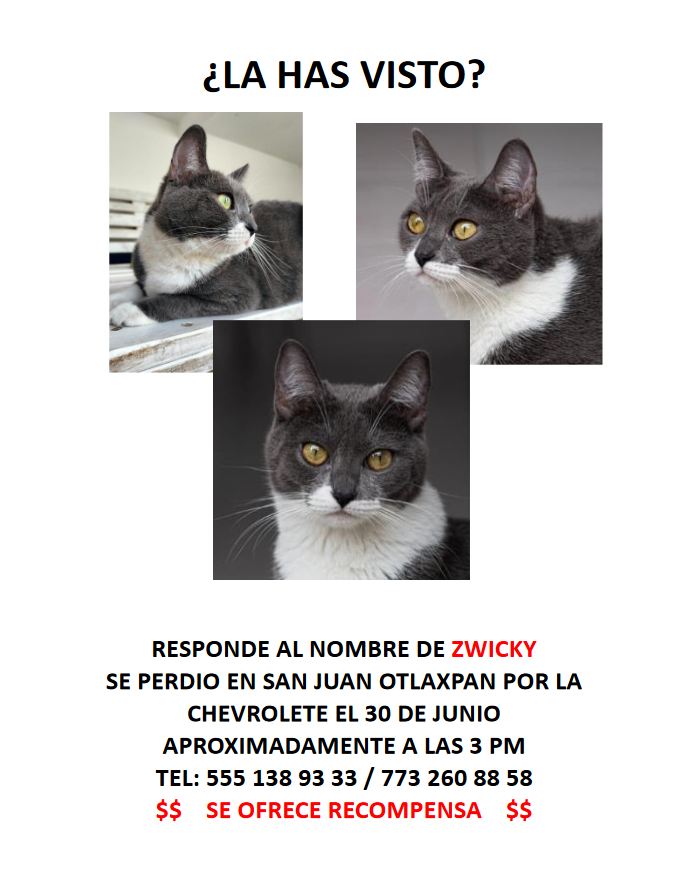 ¿LA HAS VISTO?
RESPONDE AL NOMBRE DE ZWICKY
SE PERDIO EN SAN JUAN OTLAXPAN POR LA
CHEVROLETE EL 30 DE JUNIO
APROXIMADAMENTE A LAS 3 PM
TEL: 555 138 93 33 / 773 260 88 58
$$ SE OFRECE RECOMPENSA $$